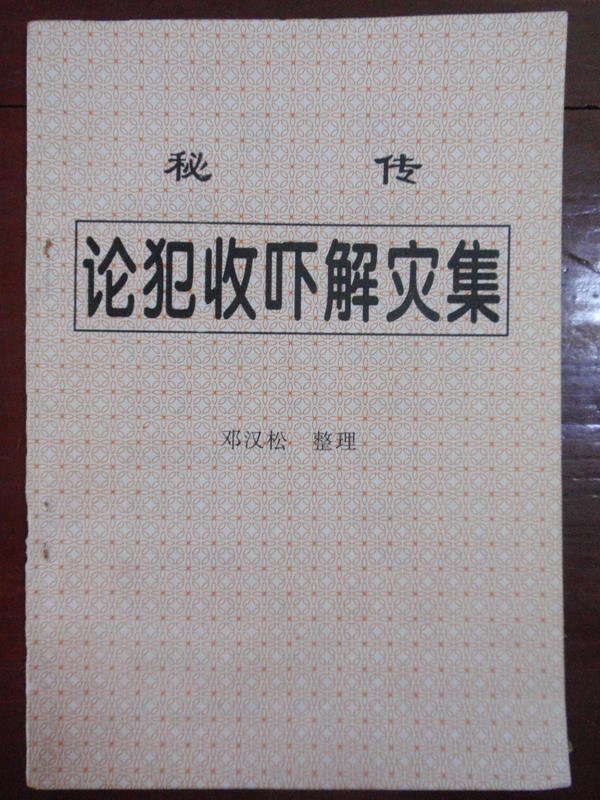 秘 传
论犯收吓解灾集
邓汉松 整理